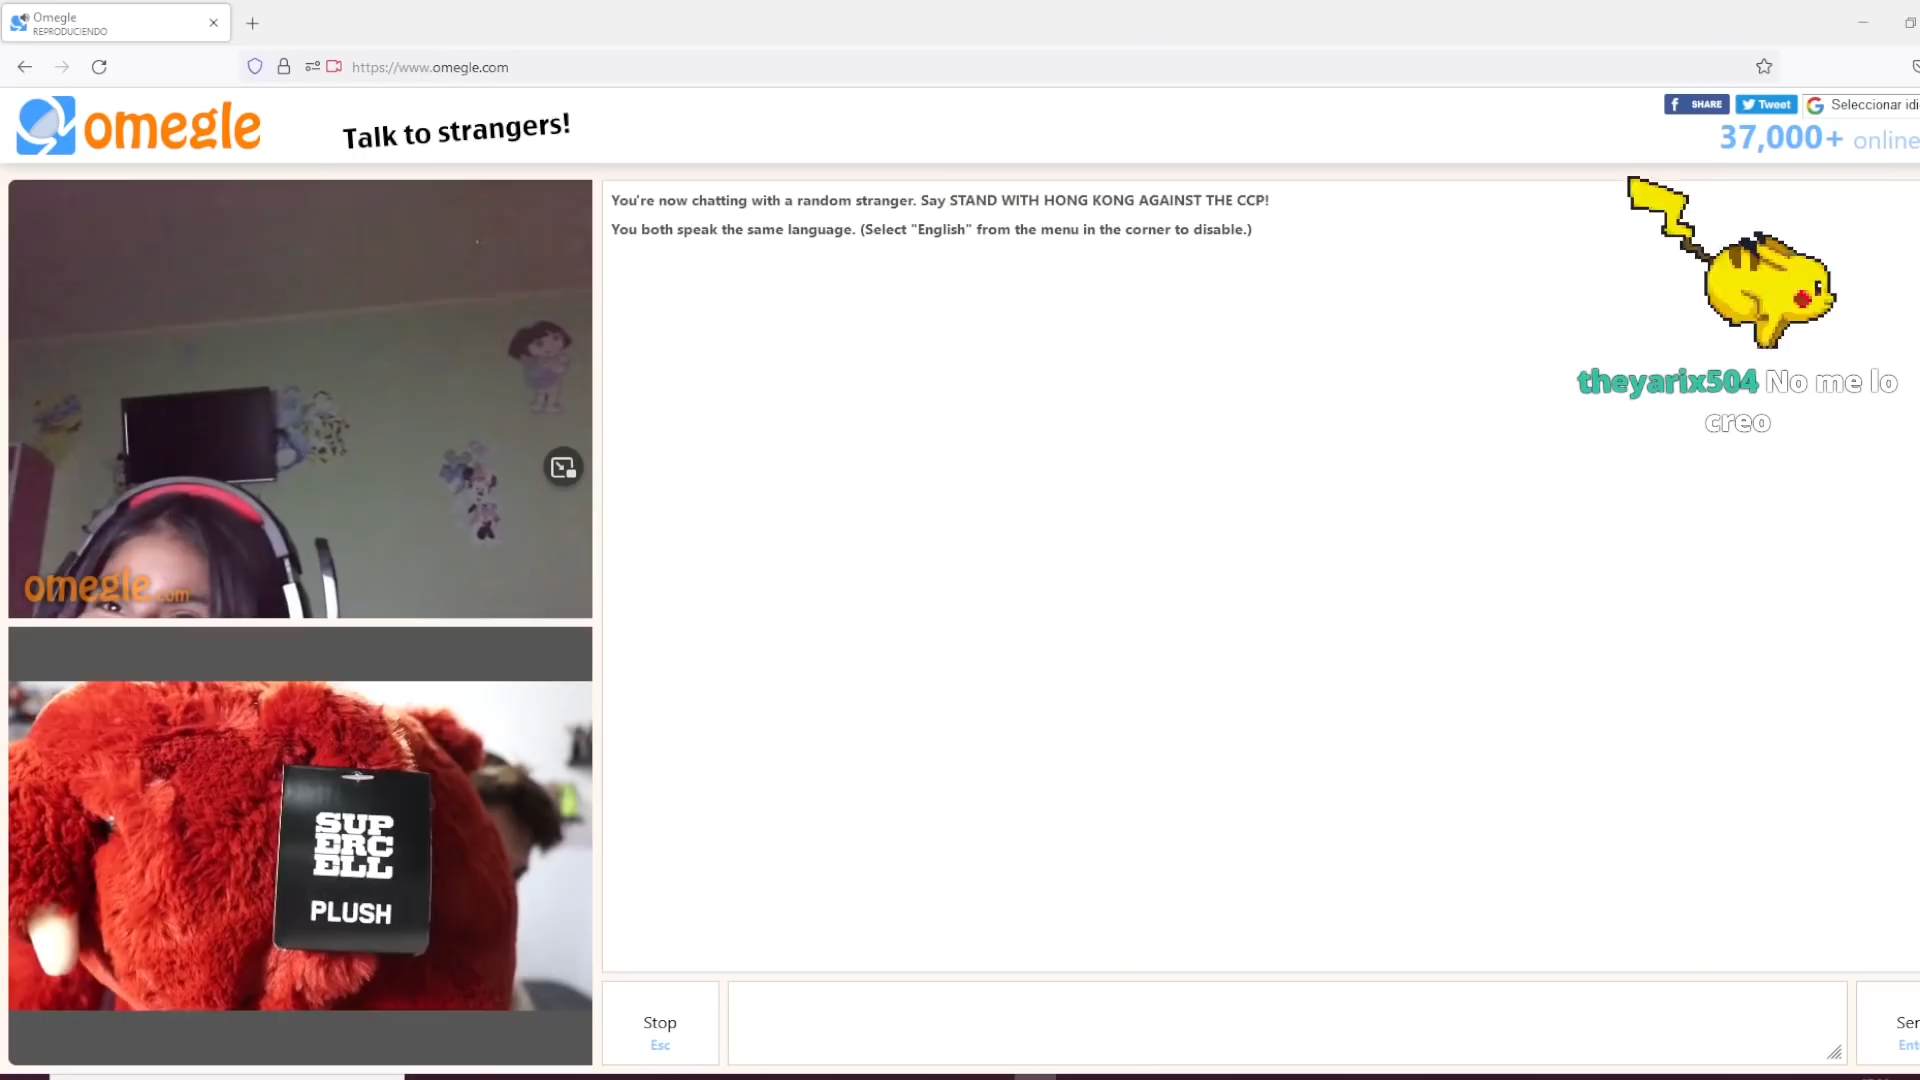 Omegle
REPRODUCIENDO
https://www.omegle.com
omegle
Talk to strangers!
SHARE
Tweet
Seleccionar
37,000+ online
You're now chatting with a random stranger. Say STAND WITH HONG KONG AGAINST THE CCP!
You both speak the same language. (Select "English" from the menu in the corner to disable.)
theyarix504 No me lo
creo
omegle.com
SUP
ERC
ELL
PLUSH
Stop
Esc